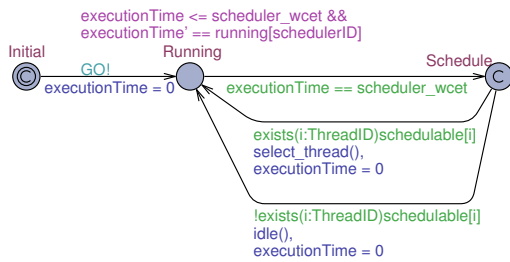 executionTime <= scheduler_wcet &&
executionTime' == running[schedulerID]
Initial
Running
Schedule
GO!
C
C
executionTime = 0
executionTime == scheduler_wcet
exists(i:ThreadID)schedulable[i]
select_thread(),
executionTime = 0
!exists(i:ThreadID)schedulable[i]
idle(),
executionTime = 0